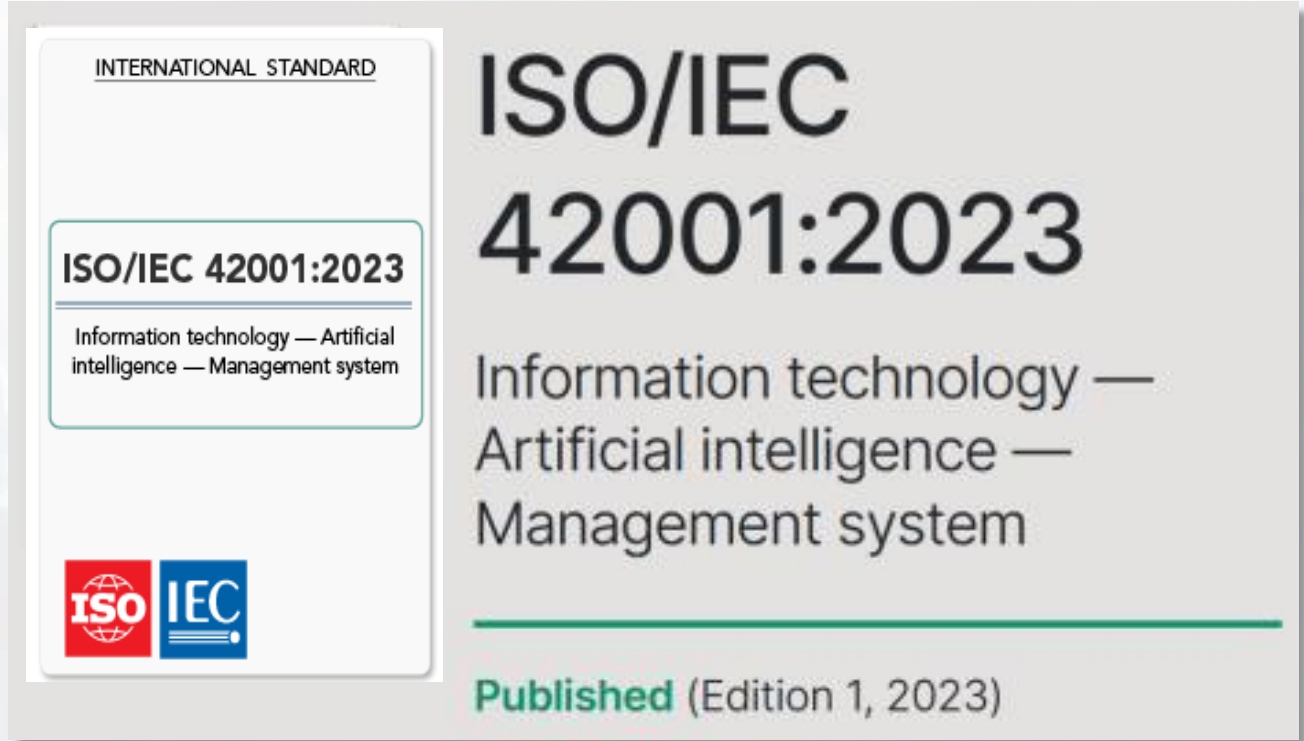 INTERNATIONAL STANDARD
ISO/IEC 42001:2023
Information technology — Artificial
intelligence — Management system
ISO
IEC
ISO/IEC
42001:2023
Information technology —
Artificial intelligence —
Management system
Published (Edition 1, 2023)